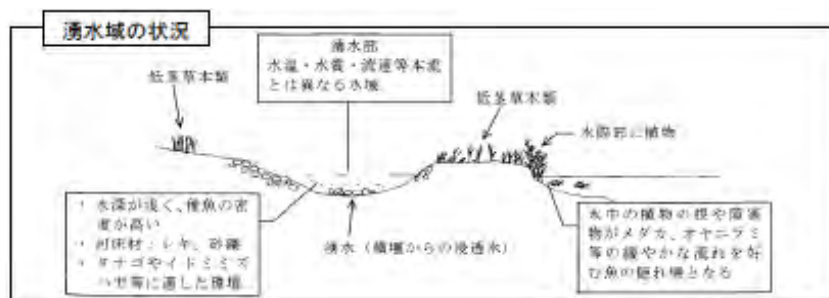 湧水域の状況
湧水部
水温・水質・流速等本流
とは異なる水域
低茎草本類
低茎草本類
水際部に植物
・ 水深が浅く、稚魚の密
度が高い
・ 河床材：レキ、砂礫
・ タナゴやイドミミズ
ハゼ等に適した環境
湧水（積壇からの浸透水）
水中の植物の根や障害
物がメダカ、オヤニラミ
等の緩やかな流れを好
む魚の隠れ場となる